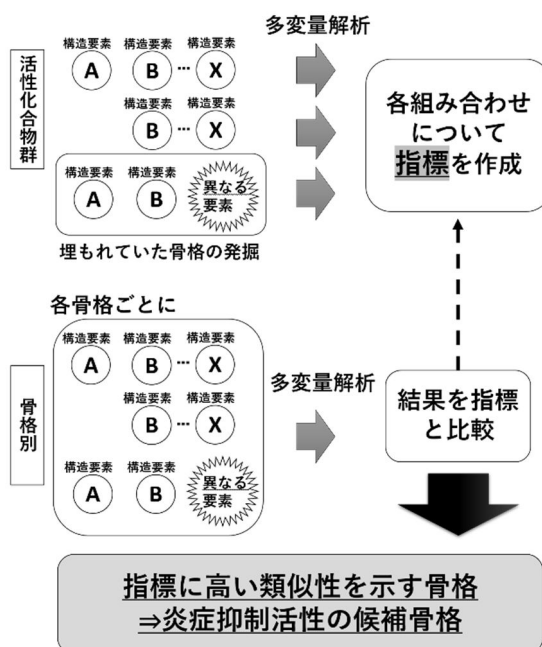 多変量解析
活性化合物群
構造要素 構造要素 構造要素
A B … X
構造要素 構造要素
B … X
構造要素 構造要素
A B 異なる
要素
埋もれていた骨格の発掘
各組み合わせ
について
指標を作成
各骨格ごとに
骨格別
構造要素 構造要素 構造要素
A B … X
構造要素 構造要素
B … X
構造要素 構造要素
A B 異なる
要素
多変量解析
結果を指標
と比較
指標に高い類似性を示す骨格
⇒炎症抑制活性の候補骨格